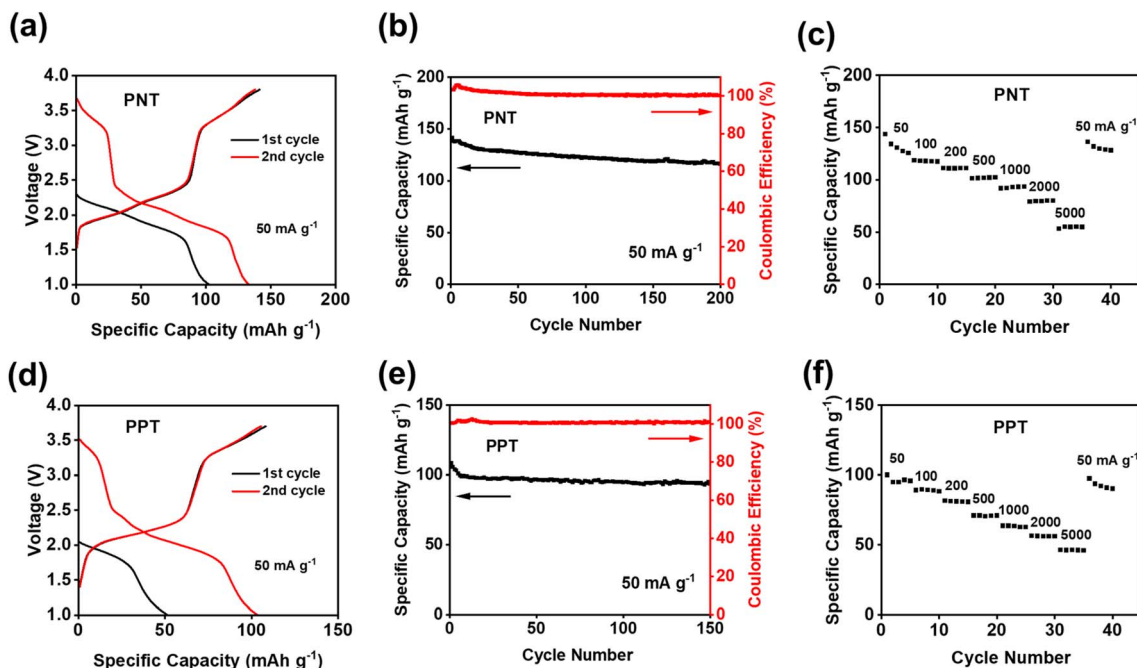 (a)
4.0
3.5
3.0
2.5
2.0
1.5
1.0
Voltage (V)
PNT
1st cycle
2nd cycle
50 mA g⁻¹
0
50
100
150
200
Specific Capacity (mAh g⁻¹)
(b)
200
150
100
50
0
Specific Capacity (mAh g⁻¹)
PNT
50 mA g⁻¹
100
80
60
40
20
0
Coulombic Efficiency (%)
0
50
100
150
200
Cycle Number
(c)
200
150
100
50
0
Specific Capacity (mAh g⁻¹)
PNT
50
100
200
500
1000
2000
5000
50 mA g⁻¹
0
10
20
30
40
Cycle Number
(d)
4.0
3.5
3.0
2.5
2.0
1.5
1.0
Voltage (V)
PPT
1st cycle
2nd cycle
50 mA g⁻¹
0
50
100
150
Specific Capacity (mAh g⁻¹)
(e)
150
100
50
0
Specific Capacity (mAh g⁻¹)
PPT
50 mA g⁻¹
100
80
60
40
20
0
Coulombic Efficiency (%)
0
50
100
150
Cycle Number
(f)
150
100
50
0
Specific Capacity (mAh g⁻¹)
PPT
50
100
200
500
1000
2000
5000
50 mA g⁻¹
0
10
20
30
40
Cycle Number